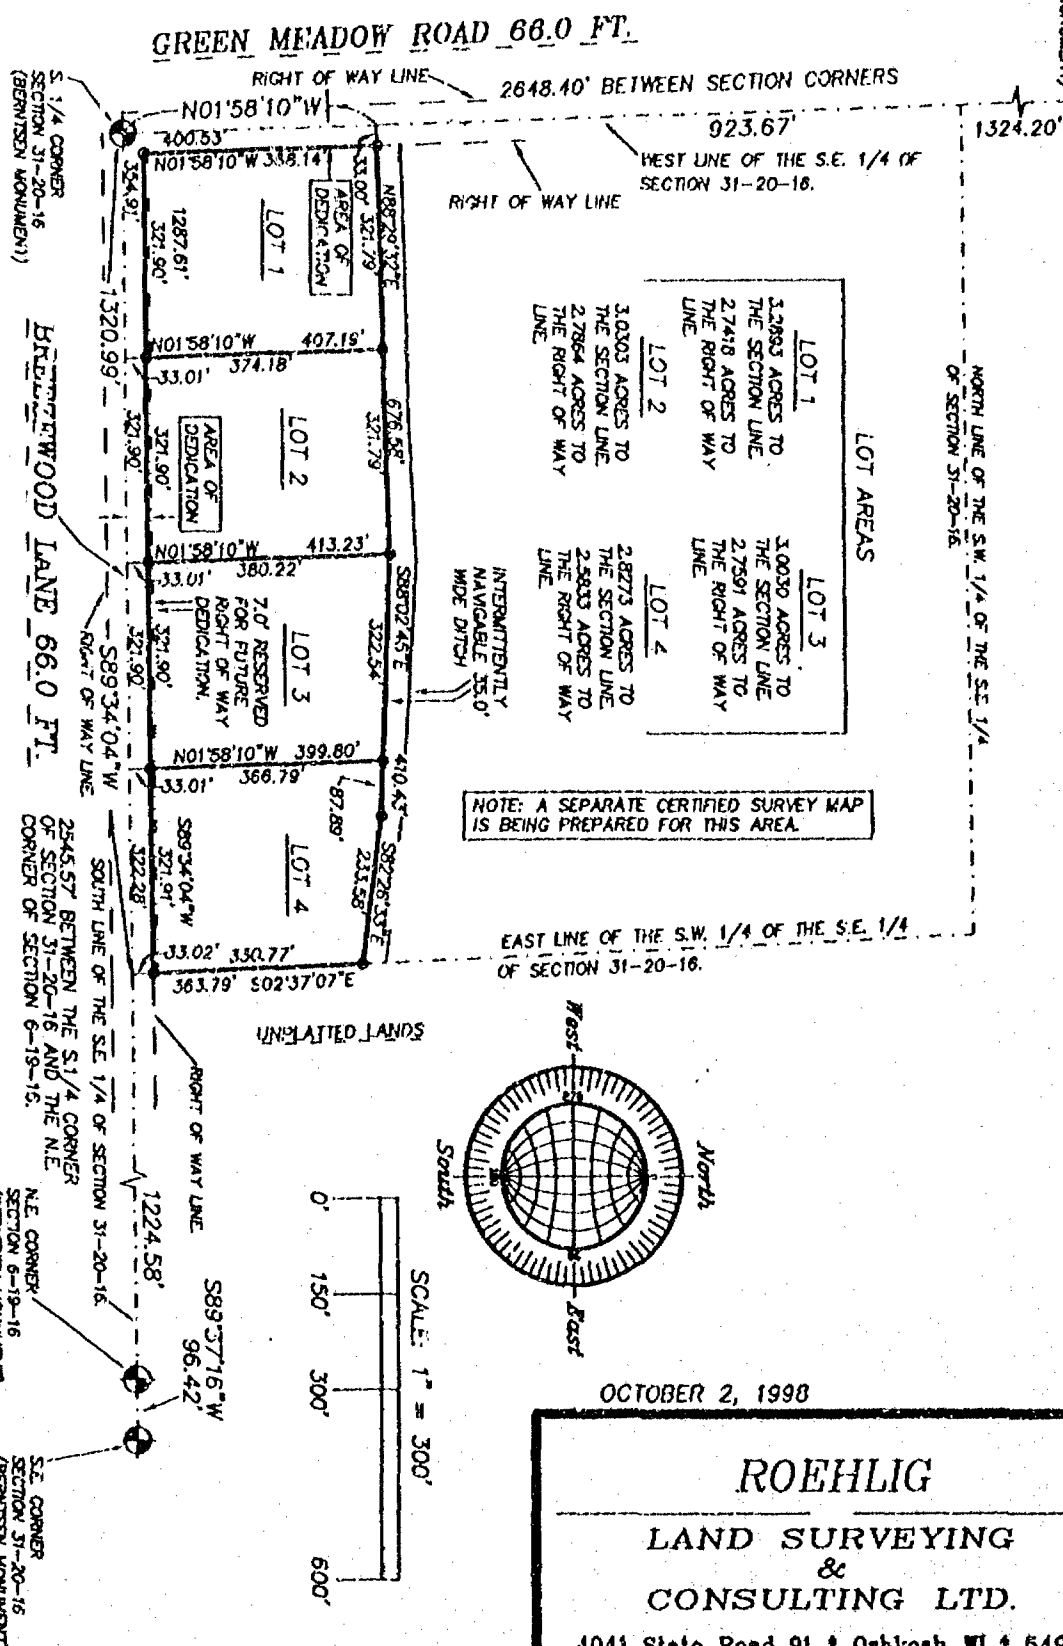 GREEN MEADOW ROAD 66.0 FT.
RIGHT OF WAY LINE
2648.40' BETWEEN SECTION CORNERS
N01°58'10"W
400.53'
923.67'
1324.20'
N01°58'10"W 338.14'
33.00'
WEST LINE OF THE S.E. 1/4 OF
SECTION 31-20-16.
RIGHT OF WAY LINE
S. 1/4 CORNER
SECTION 31-20-16
(BERNTSEN MONUMENT)
354.91'
1287.61'
321.90'
LOT 1
AREA OF
DEDICATION
N88°29'32"E
321.79'
N01°58'10"W 407.19'
374.18'
33.01'
1320.99'
321.90'
321.90'
AREA OF
DEDICATION
LOT 2
676.58'
321.79'
N01°58'10"W 413.23'
380.22'
33.01'
321.90'
321.90'
7.0' RESERVED
FOR FUTURE
RIGHT OF WAY
DEDICATION.
LOT 3
S88°02'45"E
322.54'
INTERMITTENTLY
NAVIGABLE 35.0'
WIDE DITCH
N01°58'10"W 399.80'
366.79'
33.01'
BREEZEWOOD LANE 66.0 FT.
S89°34'04"W
RIGHT OF WAY LINE
322.28'
S89°34'04"W
321.91'
LOT 4
87.89'
410.43'
233.58'
S82°26'33"E
33.02' 330.77'
363.79' S02°37'07"E
LOT AREAS
LOT 1
3.2893 ACRES TO
THE SECTION LINE.
2.7418 ACRES TO
THE RIGHT OF WAY
LINE.
LOT 2
3.0303 ACRES TO
THE SECTION LINE.
2.7864 ACRES TO
THE RIGHT OF WAY
LINE.
LOT 3
3.0030 ACRES TO
THE SECTION LINE
2.7591 ACRES TO
THE RIGHT OF WAY
LINE.
LOT 4
2.8273 ACRES TO
THE SECTION LINE
2.5833 ACRES TO
THE RIGHT OF WAY
LINE.
NORTH LINE OF THE S.W. 1/4 OF THE S.E. 1/4
OF SECTION 31-20-16.
NOTE: A SEPARATE CERTIFIED SURVEY MAP
IS BEING PREPARED FOR THIS AREA.
EAST LINE OF THE S.W. 1/4 OF THE S.E. 1/4
OF SECTION 31-20-16.
UNPLATTED LANDS
SOUTH LINE OF THE S.E. 1/4 OF SECTION 31-20-16.
2545.57' BETWEEN THE S.1/4 CORNER
OF SECTION 31-20-16 AND THE N.E.
CORNER OF SECTION 6-19-16.
RIGHT OF WAY LINE
1224.58'
N.E. CORNER
SECTION 6-19-16
S89°37'16"W
96.42'
S.E. CORNER
SECTION 31-20-16
(BERNTSEN MONUMENT
West
North
South
East
SCALE: 1" = 300'
0' 150' 300' 600'
OCTOBER 2, 1998
ROEHLIG
LAND SURVEYING
&
CONSULTING LTD.